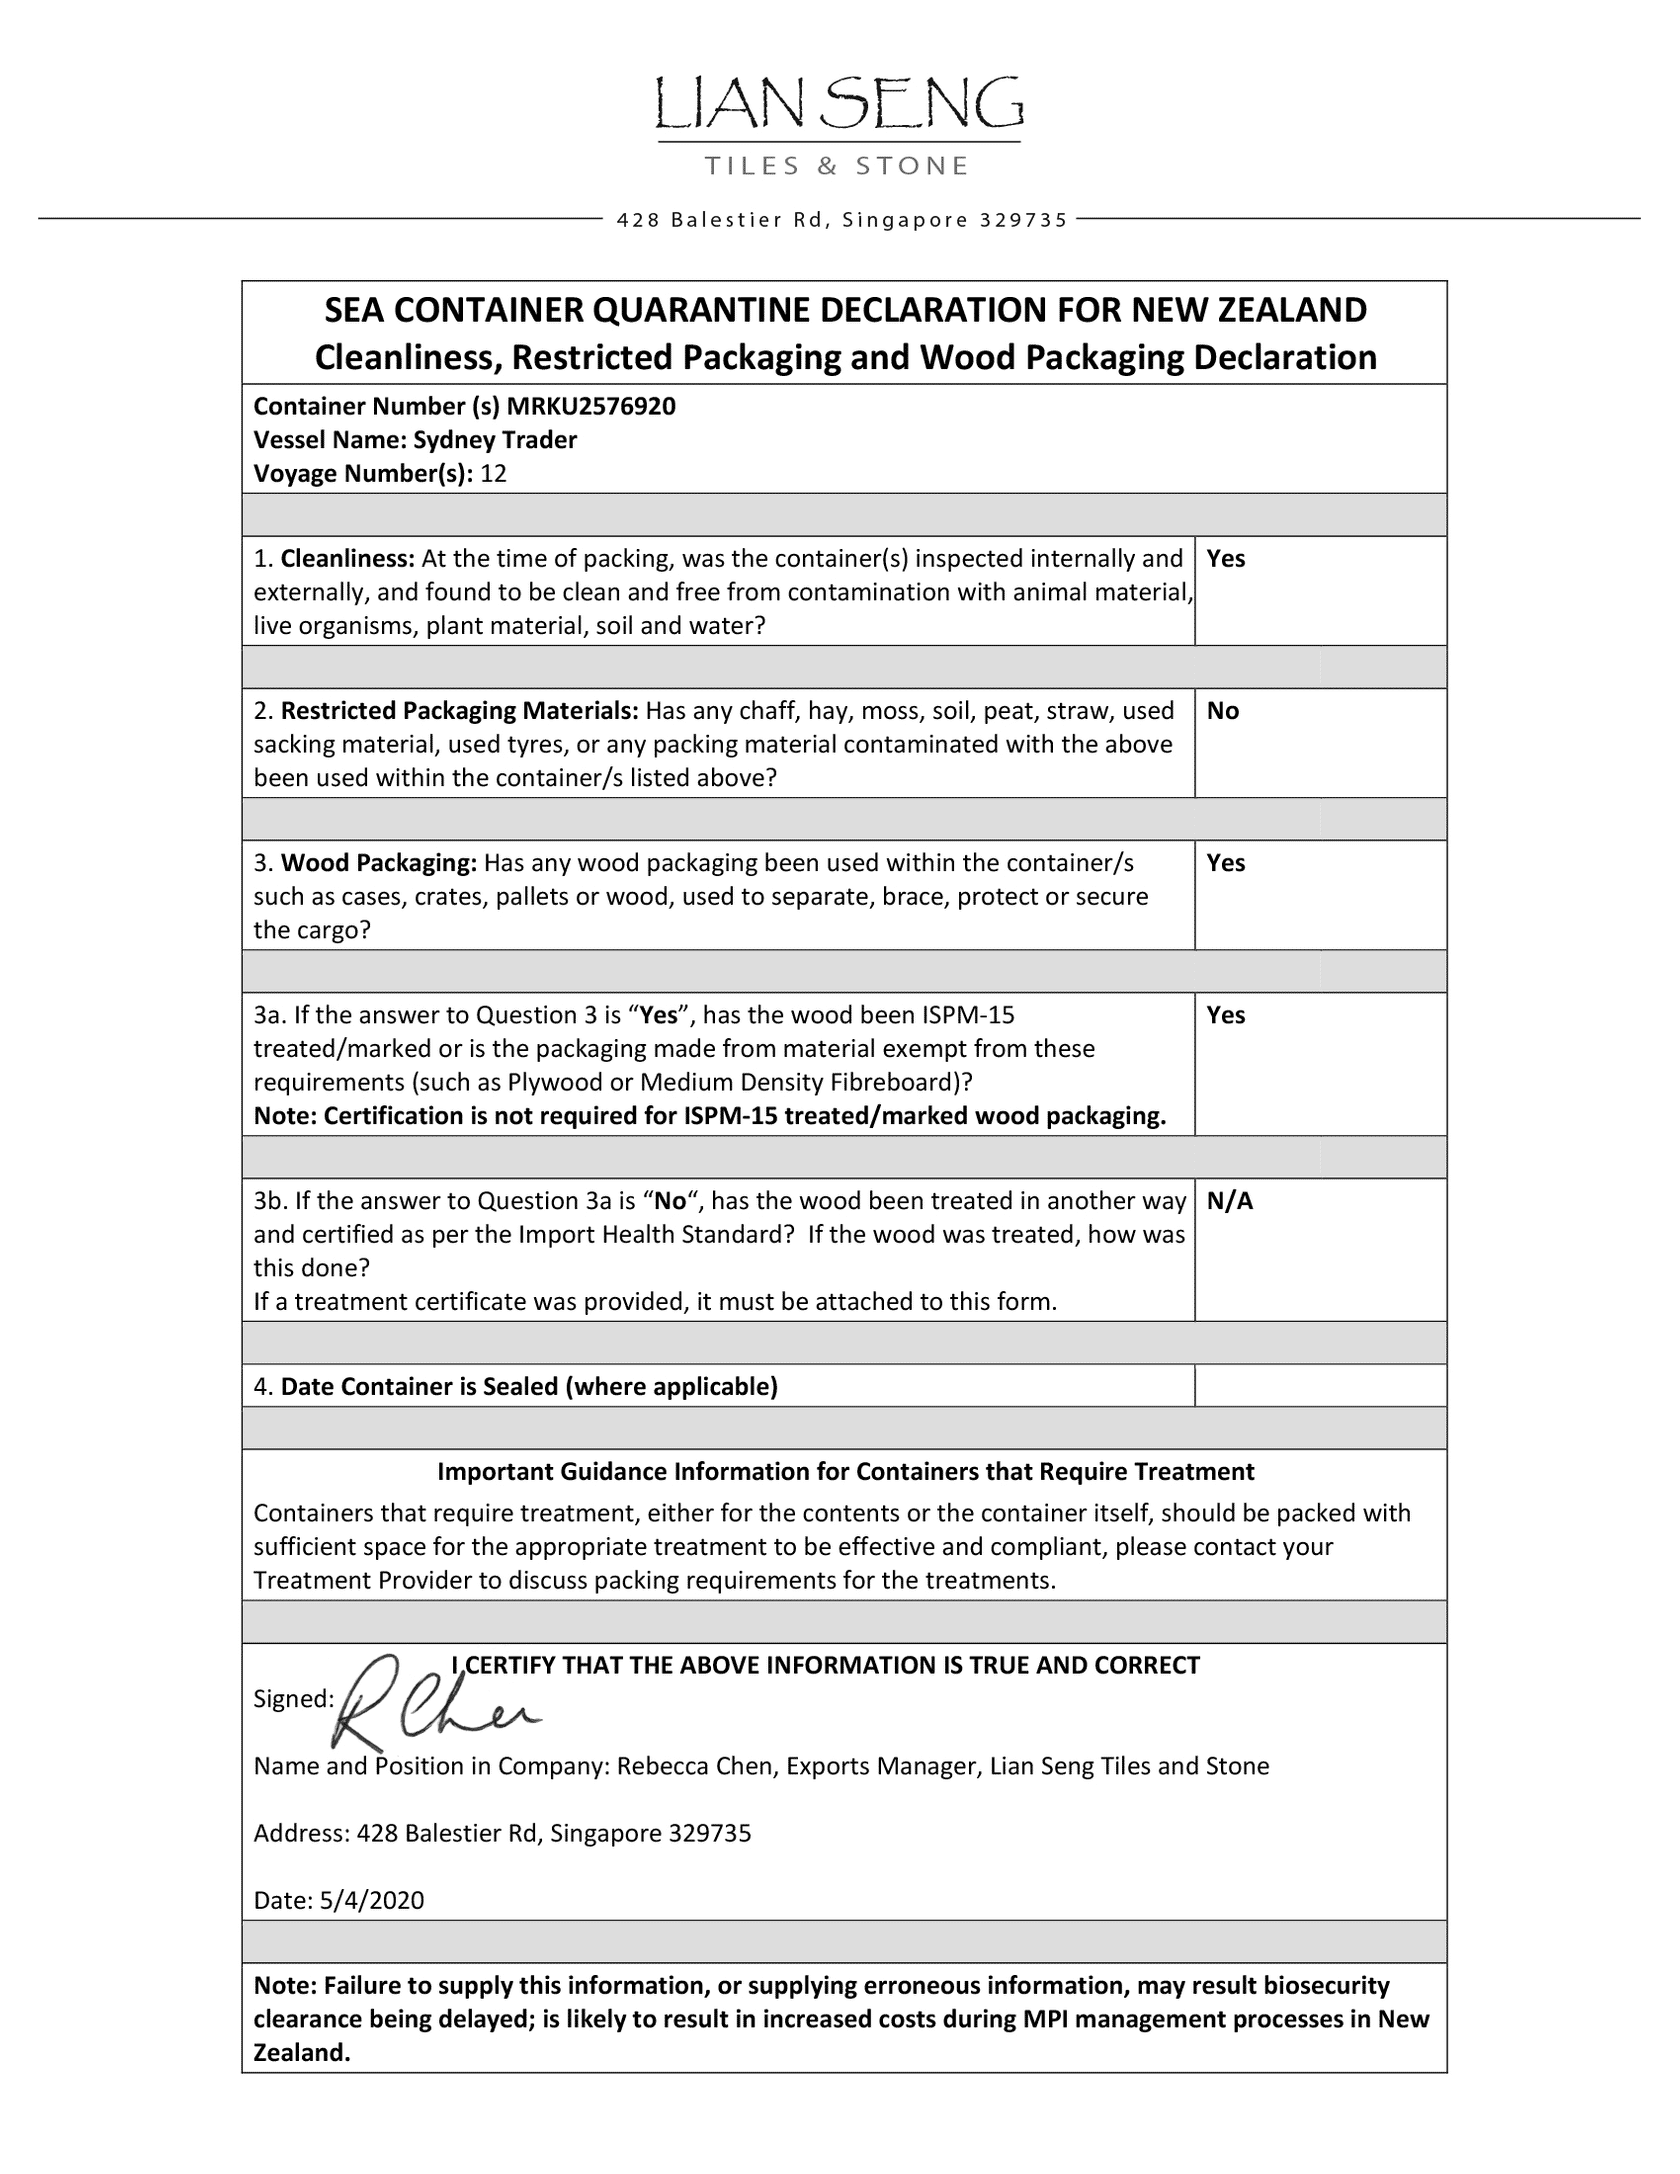 LIAN SENG
TILES & STONE
428 Balestier Rd, Singapore 329735
SEA CONTAINER QUARANTINE DECLARATION FOR NEW ZEALAND
Cleanliness, Restricted Packaging and Wood Packaging Declaration
Container Number (s) MRKU2576920
Vessel Name: Sydney Trader
Voyage Number(s): 12
1. Cleanliness: At the time of packing, was the container(s) inspected internally and
externally, and found to be clean and free from contamination with animal material,
live organisms, plant material, soil and water?
Yes
2. Restricted Packaging Materials: Has any chaff, hay, moss, soil, peat, straw, used
sacking material, used tyres, or any packing material contaminated with the above
been used within the container/s listed above?
No
3. Wood Packaging: Has any wood packaging been used within the container/s
such as cases, crates, pallets or wood, used to separate, brace, protect or secure
the cargo?
Yes
3a. If the answer to Question 3 is “Yes”, has the wood been ISPM-15
treated/marked or is the packaging made from material exempt from these
requirements (such as Plywood or Medium Density Fibreboard)?
Note: Certification is not required for ISPM-15 treated/marked wood packaging.
Yes
3b. If the answer to Question 3a is “No“, has the wood been treated in another way
and certified as per the Import Health Standard?  If the wood was treated, how was
this done?
If a treatment certificate was provided, it must be attached to this form.
N/A
4. Date Container is Sealed (where applicable)
Important Guidance Information for Containers that Require Treatment
Containers that require treatment, either for the contents or the container itself, should be packed with
sufficient space for the appropriate treatment to be effective and compliant, please contact your
Treatment Provider to discuss packing requirements for the treatments.
I CERTIFY THAT THE ABOVE INFORMATION IS TRUE AND CORRECT
Signed: R Chen
Name and Position in Company: Rebecca Chen, Exports Manager, Lian Seng Tiles and Stone
Address: 428 Balestier Rd, Singapore 329735
Date: 5/4/2020
Note: Failure to supply this information, or supplying erroneous information, may result biosecurity
clearance being delayed; is likely to result in increased costs during MPI management processes in New
Zealand.